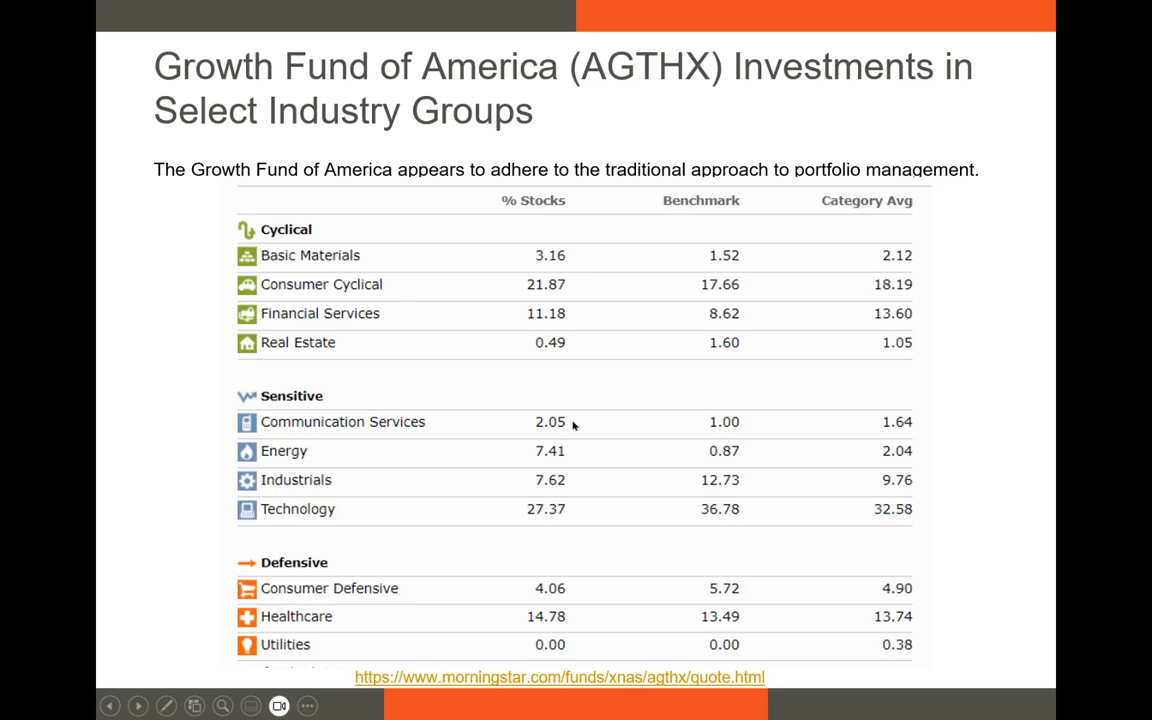 Growth Fund of America (AGTHX) Investments in
Select Industry Groups
The Growth Fund of America appears to adhere to the traditional approach to portfolio management.
% Stocks Benchmark Category Avg
Cyclical
Basic Materials 3.16 1.52 2.12
Consumer Cyclical 21.87 17.66 18.19
Financial Services 11.18 8.62 13.60
Real Estate 0.49 1.60 1.05
Sensitive
Communication Services 2.05 1.00 1.64
Energy 7.41 0.87 2.04
Industrials 7.62 12.73 9.76
Technology 27.37 36.78 32.58
Defensive
Consumer Defensive 4.06 5.72 4.90
Healthcare 14.78 13.49 13.74
Utilities 0.00 0.00 0.38
https://www.morningstar.com/funds/xnas/agthx/quote.html